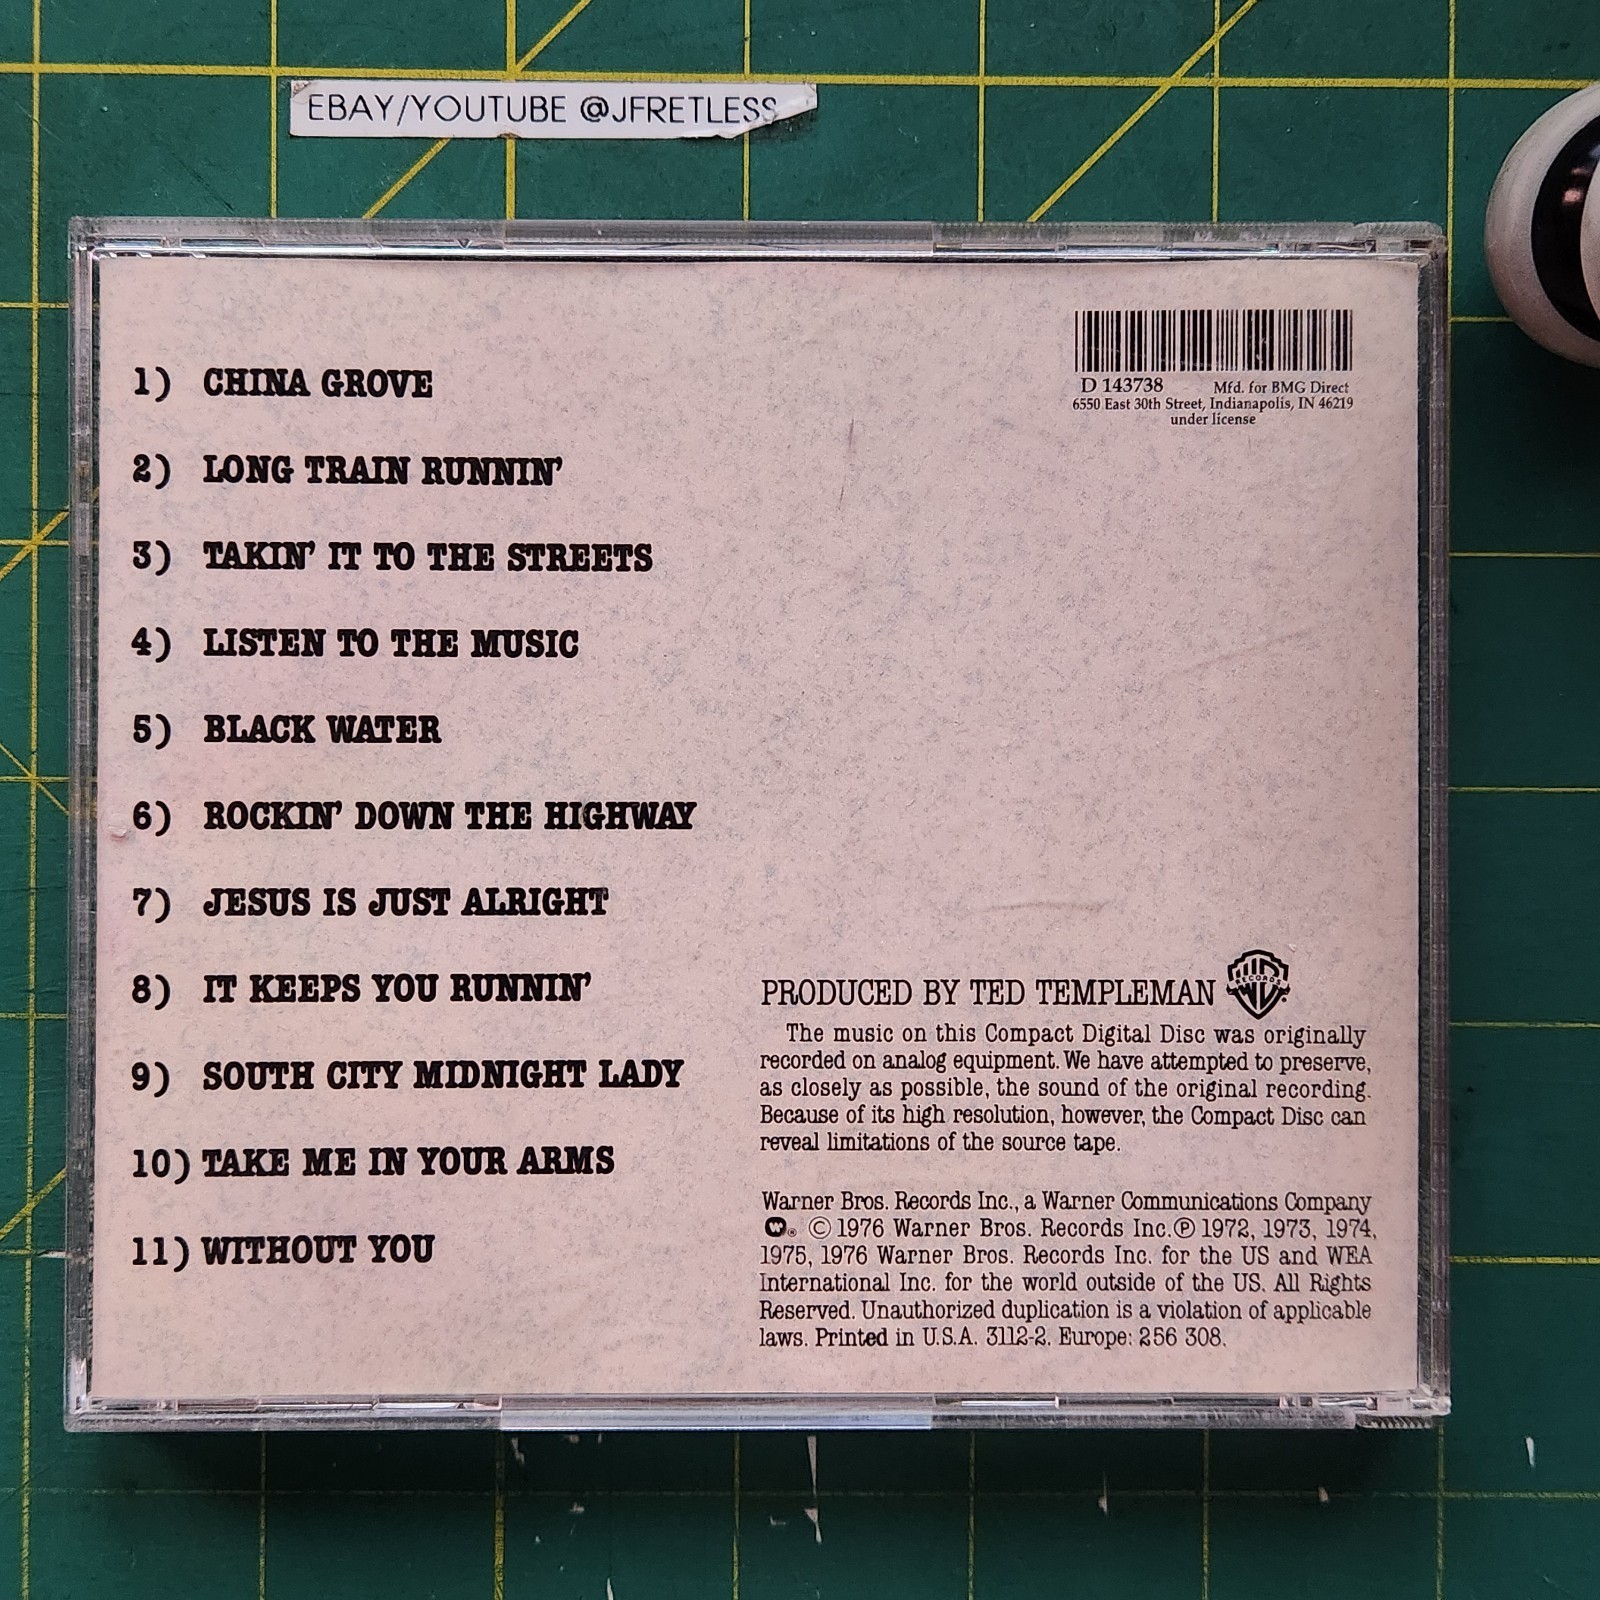 EBAY/YOUTUBE @JFRETLESS
D 143738 Mfd. for BMG Direct
6550 East 30th Street, Indianapolis, IN 46219
under license
1) CHINA GROVE
2) LONG TRAIN RUNNIN'
3) TAKIN' IT TO THE STREETS
4) LISTEN TO THE MUSIC
5) BLACK WATER
6) ROCKIN' DOWN THE HIGHWAY
7) JESUS IS JUST ALRIGHT
8) IT KEEPS YOU RUNNIN'
9) SOUTH CITY MIDNIGHT LADY
10) TAKE ME IN YOUR ARMS
11) WITHOUT YOU
PRODUCED BY TED TEMPLEMAN
RECORDS
The music on this Compact Digital Disc was originally
recorded on analog equipment. We have attempted to preserve,
as closely as possible, the sound of the original recording.
Because of its high resolution, however, the Compact Disc can
reveal limitations of the source tape.
Warner Bros. Records Inc., a Warner Communications Company
®. © 1976 Warner Bros. Records Inc. ℗ 1972, 1973, 1974,
1975, 1976 Warner Bros. Records Inc. for the US and WEA
International Inc. for the world outside of the US. All Rights
Reserved. Unauthorized duplication is a violation of applicable
laws. Printed in U.S.A. 3112-2. Europe: 256 308.